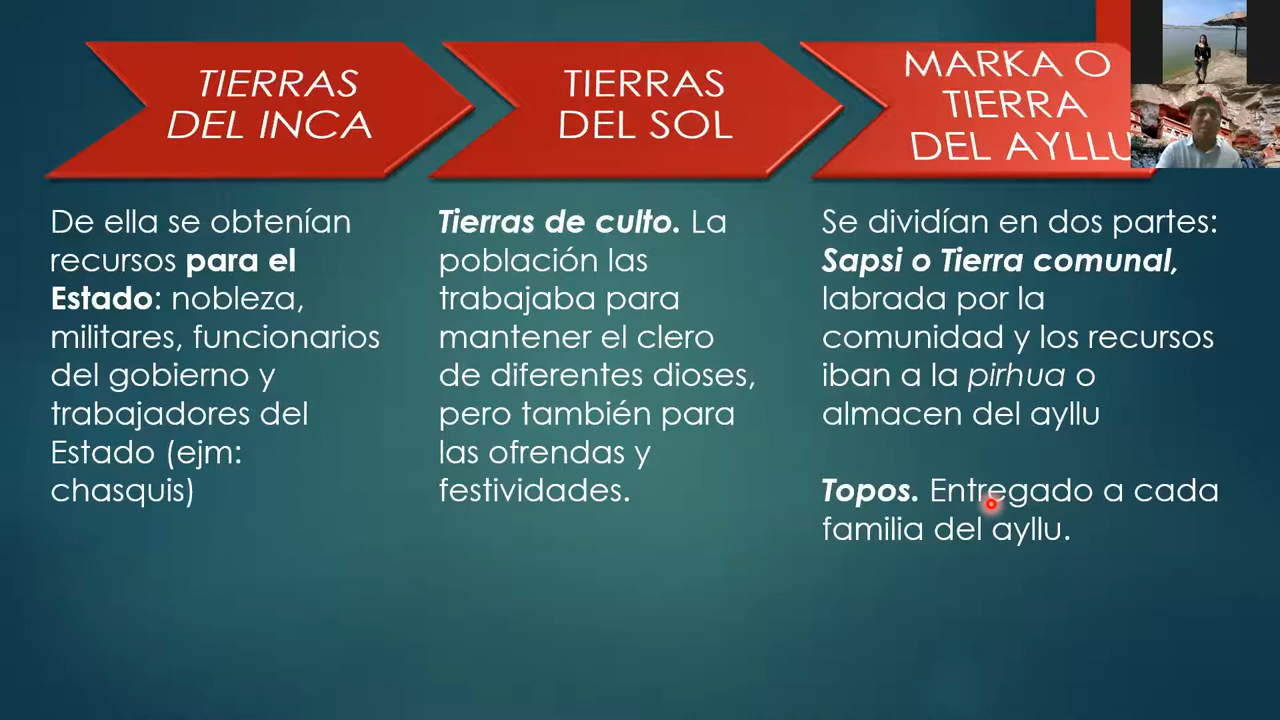 TIERRAS
DEL INCA
TIERRAS
DEL SOL
MARKA O
TIERRA
DEL AYLLU
De ella se obtenían
recursos para el
Estado: nobleza,
militares, funcionarios
del gobierno y
trabajadores del
Estado (ejm:
chasquis)
Tierras de culto. La
población las
trabajaba para
mantener el clero
de diferentes dioses,
pero también para
las ofrendas y
festividades.
Se dividían en dos partes:
Sapsi o Tierra comunal,
labrada por la
comunidad y los recursos
iban a la pirhua o
almacen del ayllu
Topos. Entregado a cada
familia del ayllu.